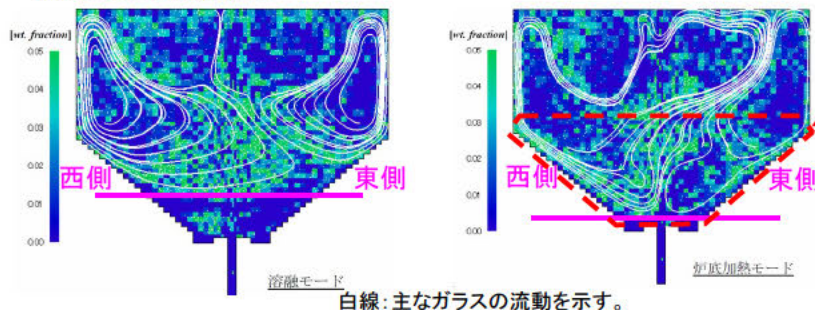 [wt. fraction]
0.05
0.04
0.03
0.02
0.01
0.00
西側
東側
溶融モード
[wt. fraction]
0.05
0.04
0.03
0.02
0.01
0.00
西側
東側
炉底加熱モード
白線:主なガラスの流動を示す。